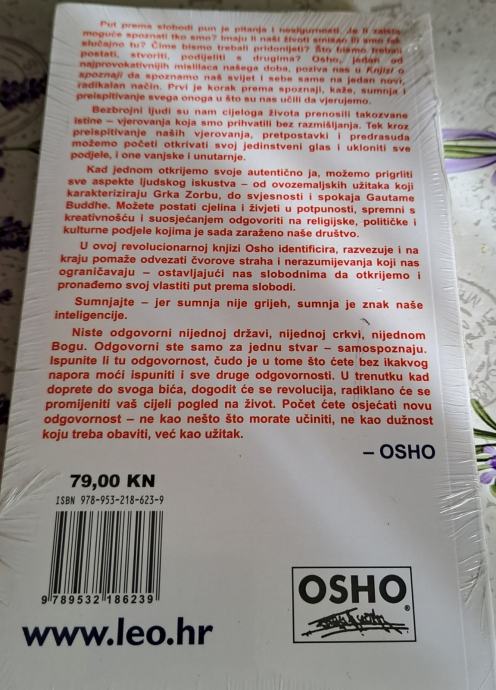 Put prema slobodi pun je pitanja i nesigurnosti. Je li zaista
moguće spoznati tko smo? Imaju li naši životi smisao ili smo tek
slučajno tu? Čime bismo trebali pridonijeti? Što bismo trebali
postati, stvoriti, podijeliti s drugima? Osho, jedan od
najprovokativnijih mislilaca našega doba, poziva nas u Knjizi o
spoznaji da spoznamo naš svijet i sebe same na jedan novi,
radikalan način. Prvi je korak prema spoznaji, kaže, sumnja i
preispitivanje svega onoga u što su nas učili da vjerujemo.
Bezbrojni ljudi su nam cijeloga života prenosili takozvane
istine – vjerovanja koja smo prihvatili bez razmišljanja. Tek kroz
preispitivanje naših vjerovanja, pretpostavki i predrasuda
možemo početi otkrivati svoj jedinstveni glas i ukloniti sve
podjele, i one vanjske i unutarnje.
Kad jednom otkrijemo svoje autentično ja, možemo prigrliti
sve aspekte ljudskog iskustva – od ovozemaljskih užitaka koji
karakteriziraju Grka Zorbu, do svjesnosti i spokaja Gautame
Buddhe. Možete postati cjelina i živjeti u potpunosti, spremni s
kreativnošću i suosjećanjem odgovoriti na religijske, političke i
kulturne podjele kojima je sada zaraženo naše društvo.
U ovoj revolucionarnoj knjizi Osho identificira, razvezuje i na
kraju pomaže odvezati čvorove straha i nerazumijevanja koji nas
ograničavaju – ostavljajući nas slobodnima da otkrijemo i
pronađemo svoj vlastiti put prema slobodi.
Sumnjajte – jer sumnja nije grijeh, sumnja je znak naše
inteligencije.
Niste odgovorni nijednoj državi, nijednoj crkvi, nijednom
Bogu. Odgovorni ste samo za jednu stvar – samospoznaju.
Ispunite li tu odgovornost, čudo je u tome što ćete bez ikakvog
napora moći ispuniti i sve druge odgovornosti. U trenutku kad
doprete do svoga bića, dogodit će se revolucija, radiklano će se
promijeniti vaš cijeli pogled na život. Počet ćete osjećati novu
odgovornost – ne kao nešto što morate učiniti, ne kao dužnost
koju treba obaviti, već kao užitak.
– OSHO
79,00 KN
ISBN 978-953-218-623-9
9 789532 186239
www.leo.hr
OSHO
®